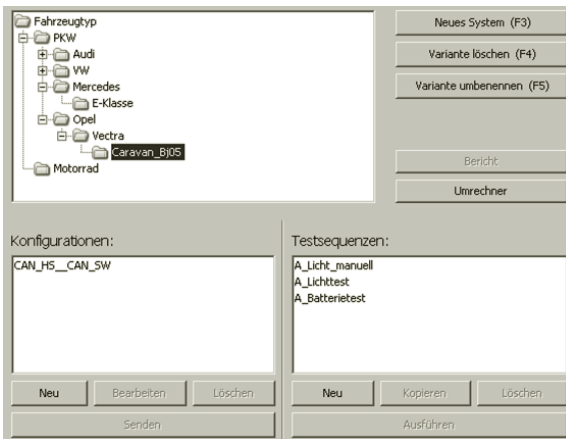 Fahrzeugtyp
PKW
Audi
VW
Mercedes
E-Klasse
Opel
Vectra
Caravan_Bj05
Motorrad
Neues System (F3)
Variante löschen (F4)
Variante umbenennen (F5)
Bericht
Umrechner
Konfigurationen:
CAN_HS__CAN_SW
Neu Bearbeiten Löschen
Senden
Testsequenzen:
A_Licht_manuell
A_Lichttest
A_Batterietest
Neu Kopieren Löschen
Ausführen